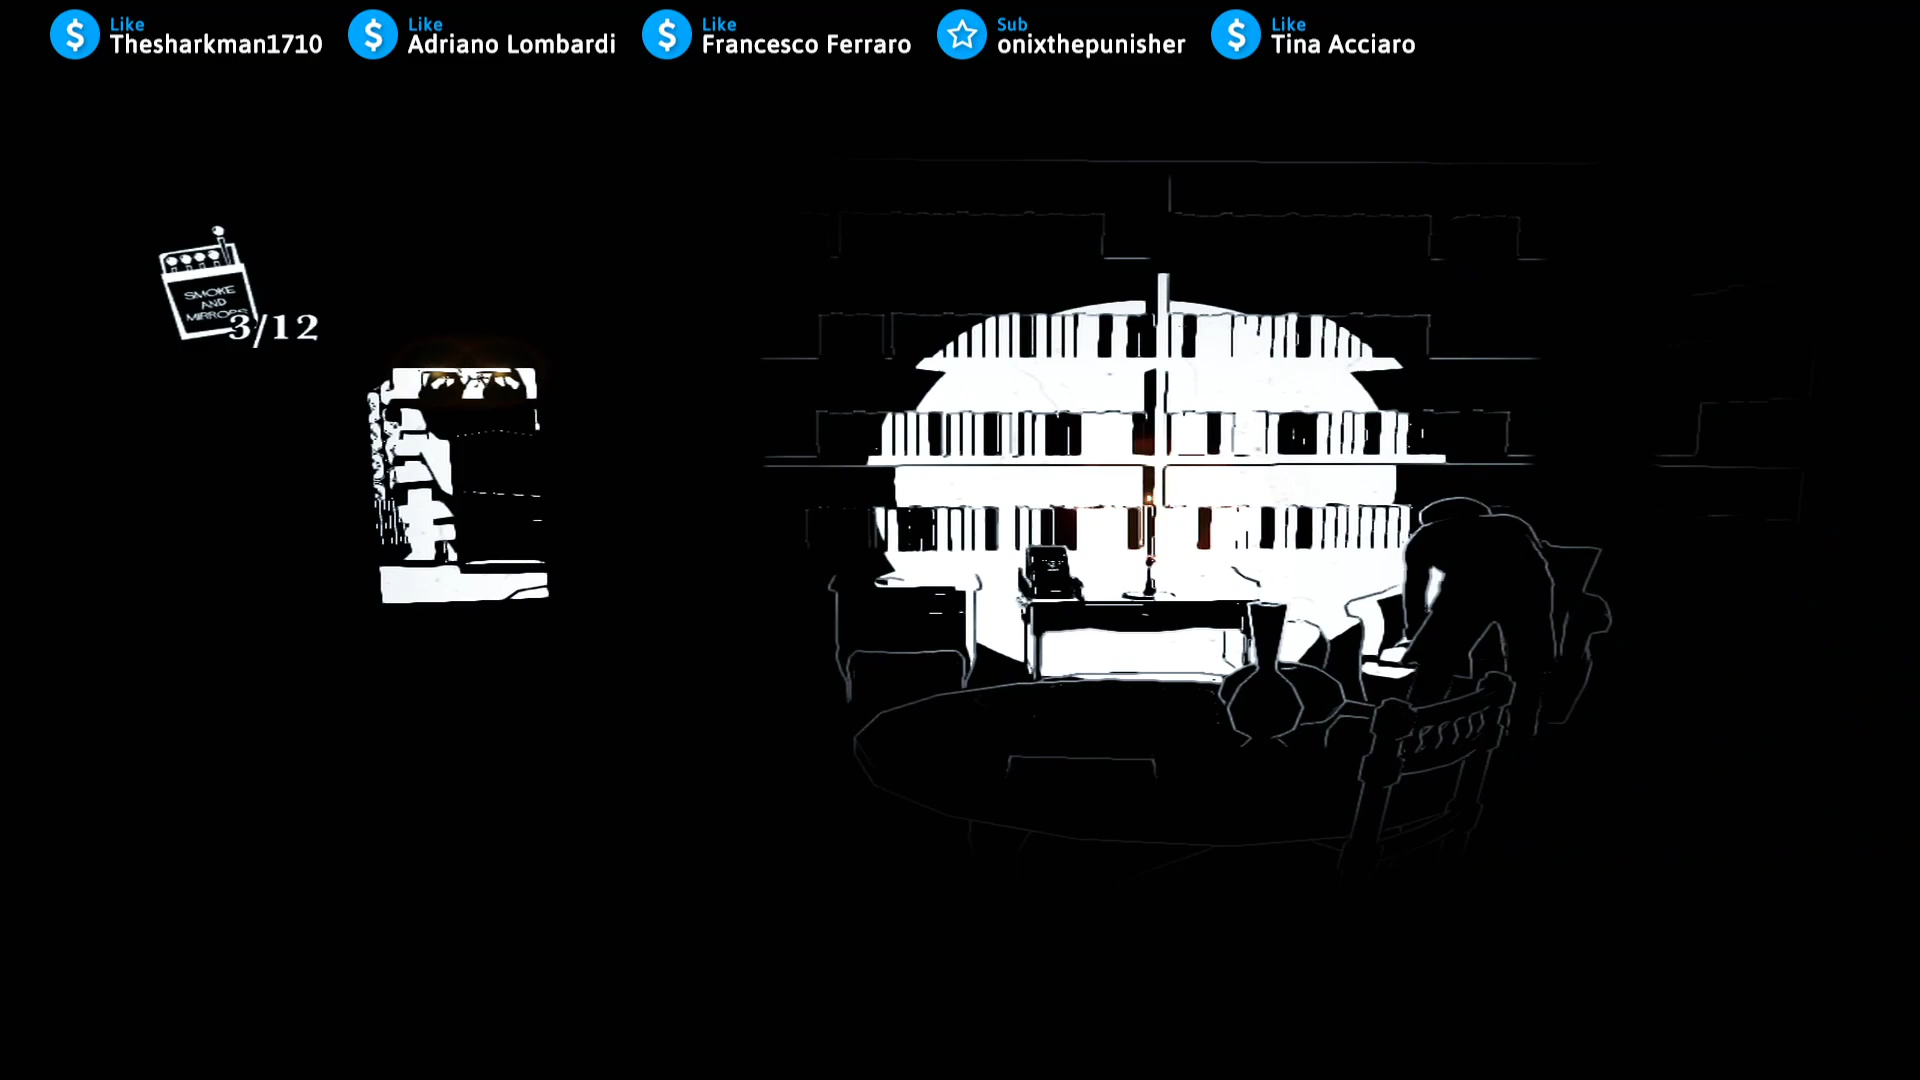 Like
Thesharkman1710
Like
Adriano Lombardi
Like
Francesco Ferraro
Sub
onixthepunisher
Like
Tina Acciaro
SMOKE
AND
MIRRORS
3/12